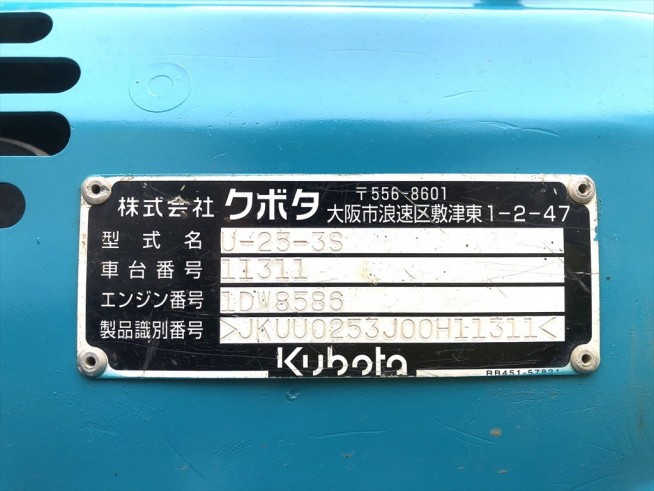 株式会社 クボタ 〒556-8601
大阪市浪速区敷津東1-2-47
型式名 U-25-3S
車台番号 11311
エンジン番号 1DW8586
製品識別番号 >JKUU0253J00H11311<
Kubota